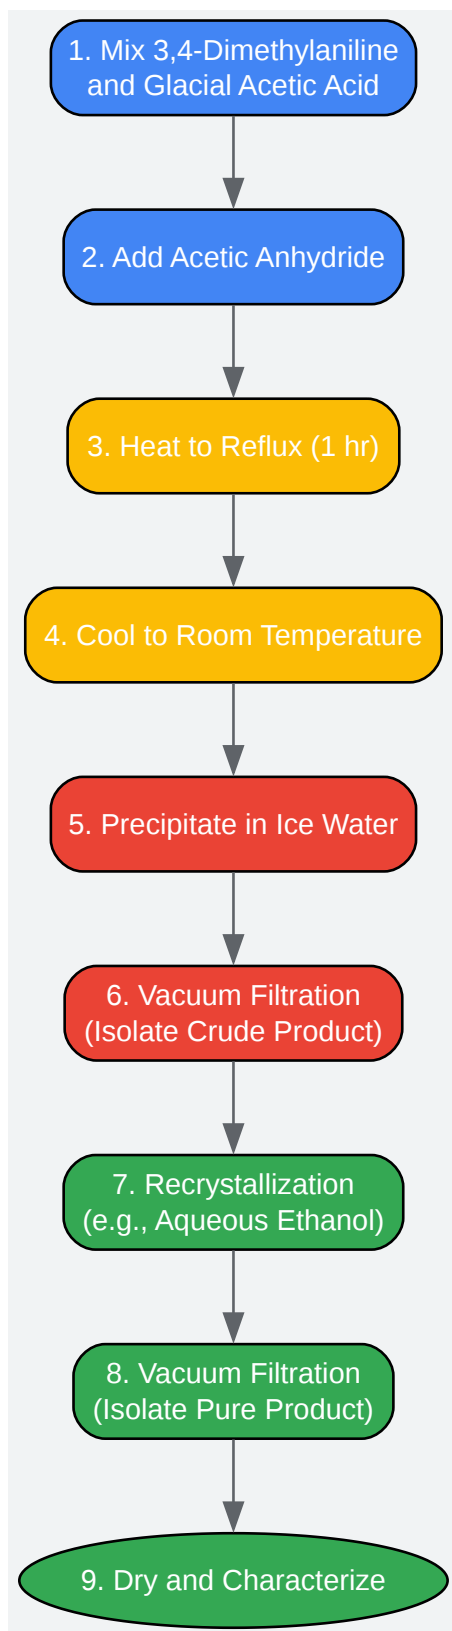 1. Mix 3,4-Dimethylaniline
and Glacial Acetic Acid
2. Add Acetic Anhydride
3. Heat to Reflux (1 hr)
4. Cool to Room Temperature
5. Precipitate in Ice Water
6. Vacuum Filtration
(Isolate Crude Product)
7. Recrystallization
(e.g., Aqueous Ethanol)
8. Vacuum Filtration
(Isolate Pure Product)
9. Dry and Characterize